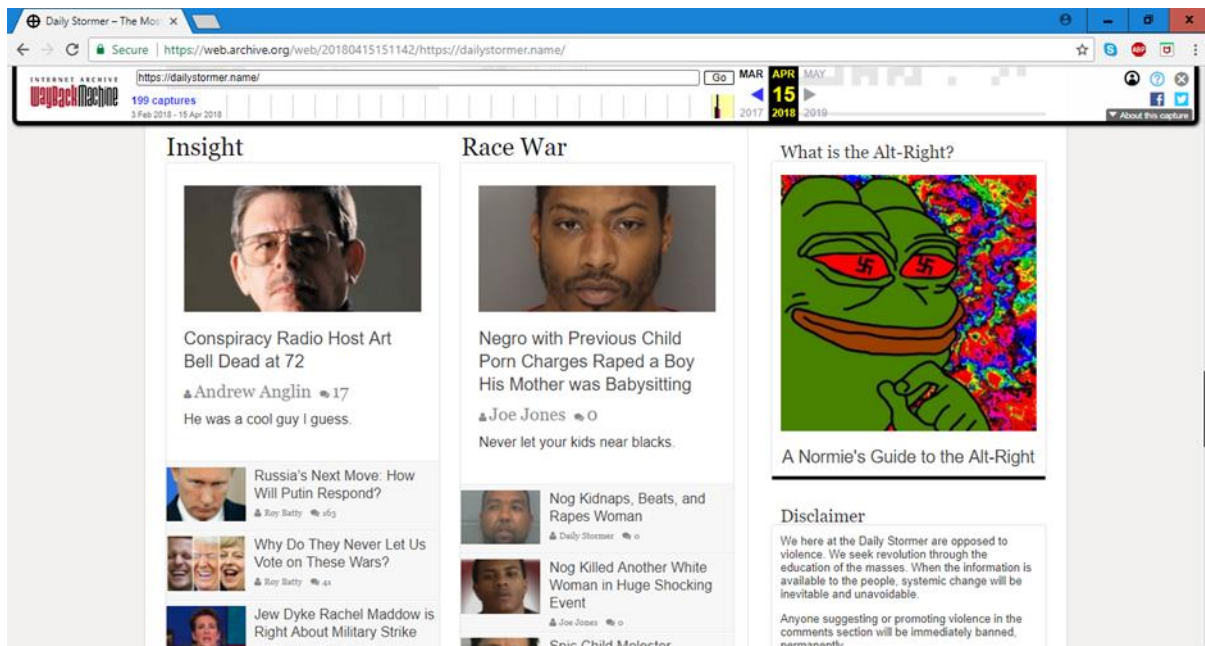 Daily Stormer – The Mos
Secure | https://web.archive.org/web/20180415151142/https://dailystormer.name/
INTERNET ARCHIVE
WayBackMachine
https://dailystormer.name/
Go
MAR APR MAY
199 captures
15
3 Feb 2018 - 15 Apr 2018
2017 2018 2019
About this capture
Insight
Conspiracy Radio Host Art
Bell Dead at 72
Andrew Anglin 17
He was a cool guy I guess.
Russia's Next Move: How
Will Putin Respond?
Roy Batty 163
Why Do They Never Let Us
Vote on These Wars?
Roy Batty 41
Jew Dyke Rachel Maddow is
Right About Military Strike
Race War
Negro with Previous Child
Porn Charges Raped a Boy
His Mother was Babysitting
Joe Jones 0
Never let your kids near blacks.
Nog Kidnaps, Beats, and
Rapes Woman
Daily Stormer 0
Nog Killed Another White
Woman in Huge Shocking
Event
Joe Jones 0
Spic Child Molester
What is the Alt-Right?
A Normie's Guide to the Alt-Right
Disclaimer
We here at the Daily Stormer are opposed to
violence. We seek revolution through the
education of the masses. When the information is
available to the people, systemic change will be
inevitable and unavoidable.
Anyone suggesting or promoting violence in the
comments section will be immediately banned,
permanently.